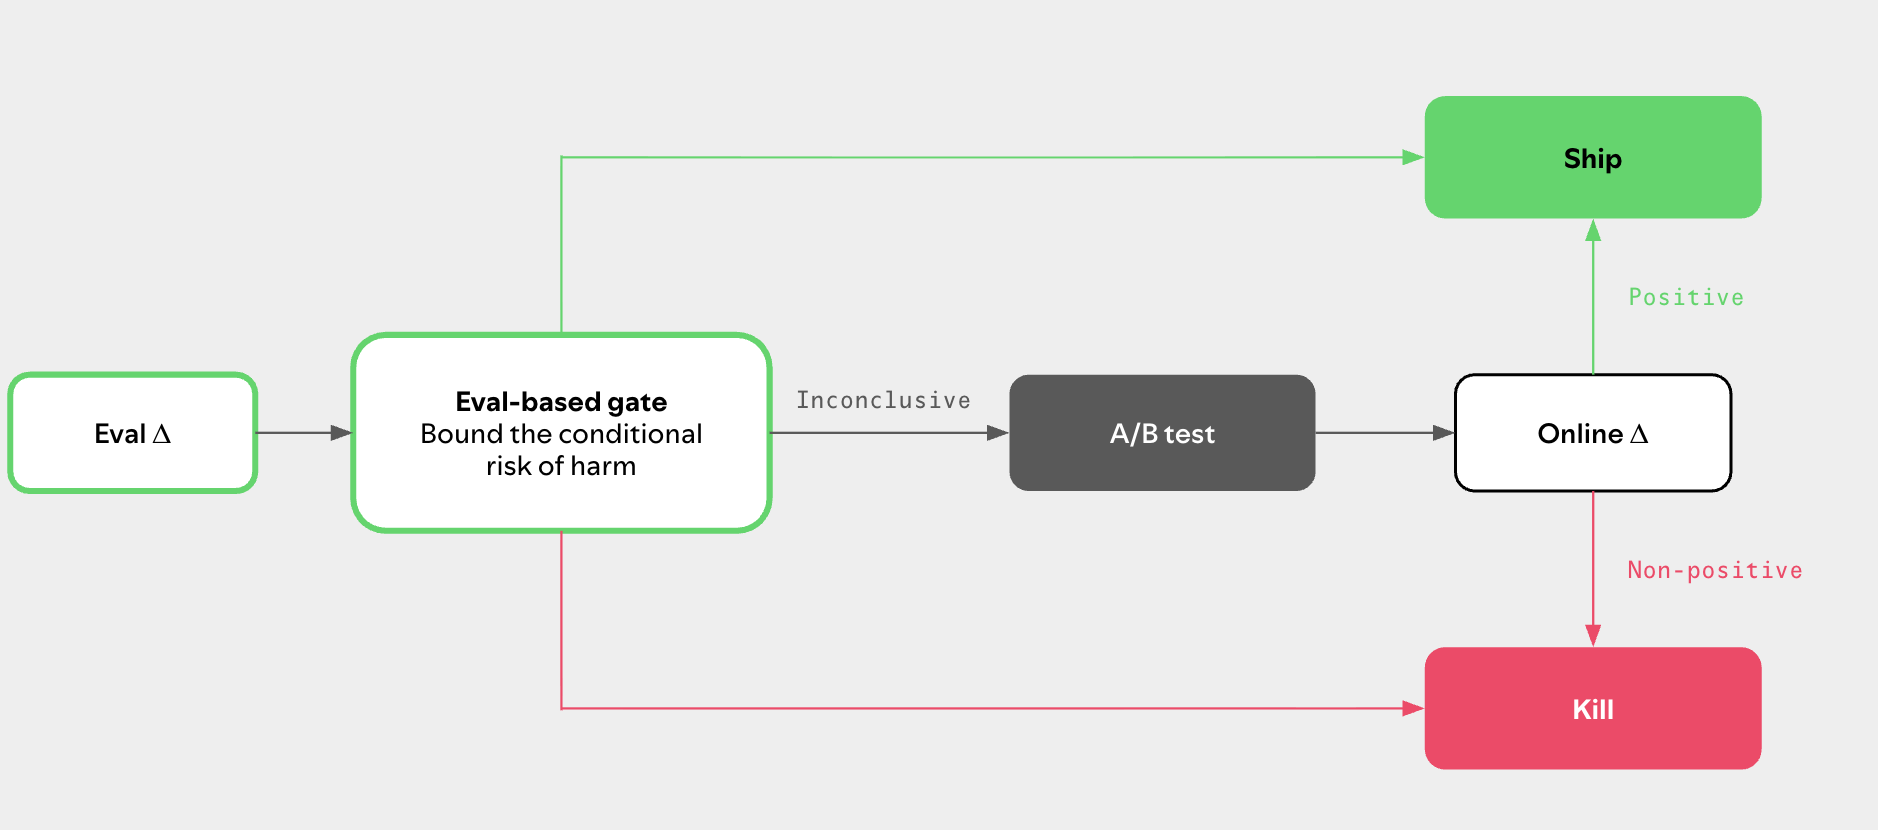 Ship
Positive
Eval Δ
Eval-based gate
Bound the conditional
risk of harm
Inconclusive
A/B test
Online Δ
Non-positive
Kill